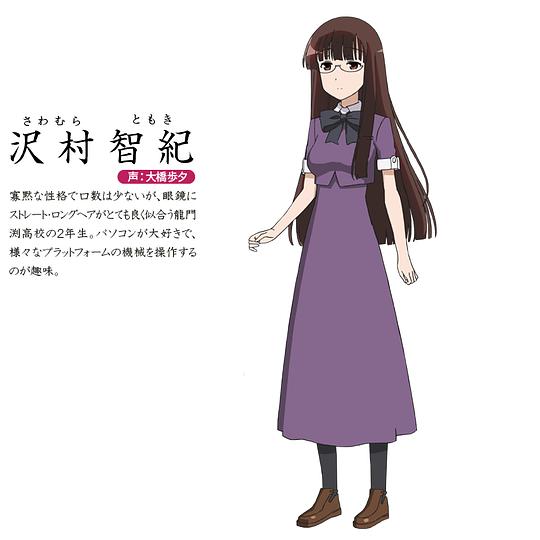 さわむら ともき
沢村智紀
声：大橋歩夕
寡黙な性格で口数は少ないが、眼鏡に
ストレート・ロングヘアがとても良く似合う龍門
渕高校の2年生。パソコンが大好きで、
様々なプラットフォームの機械を操作する
のが趣味。